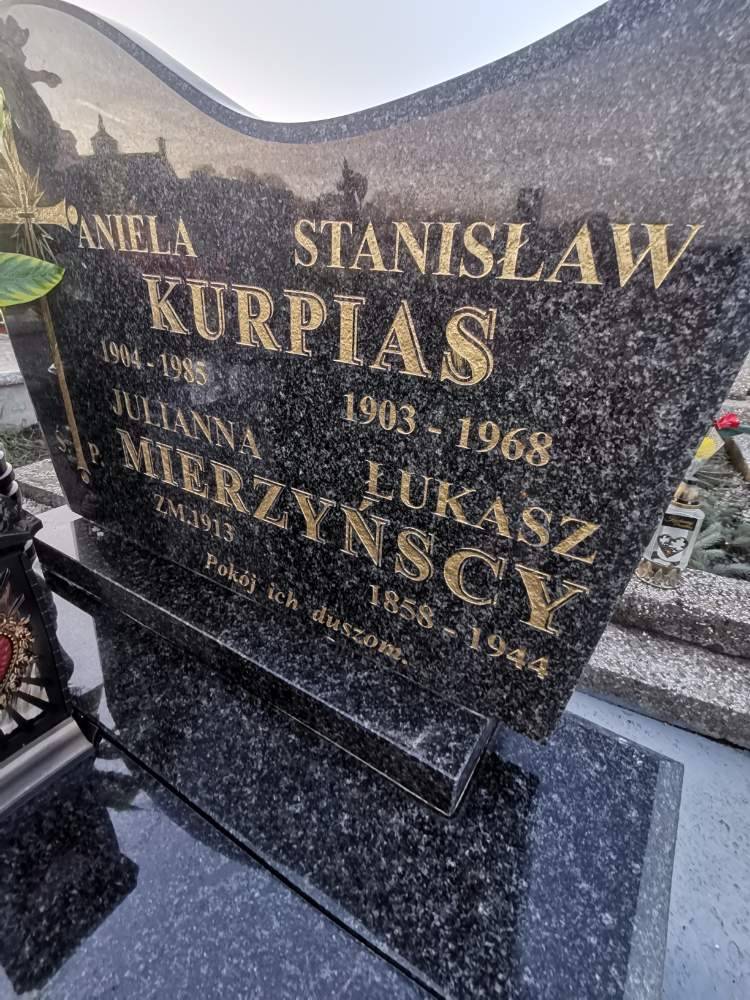 ANIELA STANISŁAW
KURPIAS
1904 - 1985 1903 - 1968
JULIANNA ŁUKASZ
Ś. P. MIERZYŃSCY
ZM.1913 1858 - 1944
Pokój ich duszom.